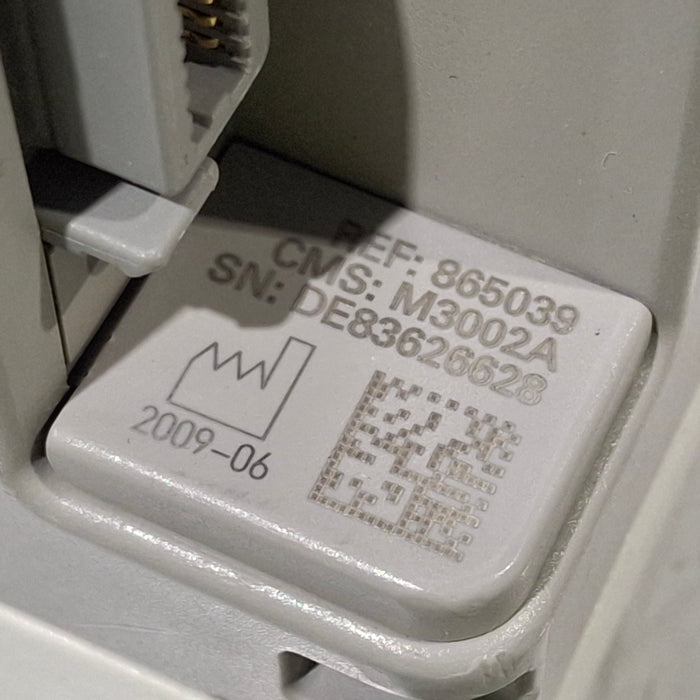 REF: 865039
CMS: M3002A
SN: DE83626628
2009-06